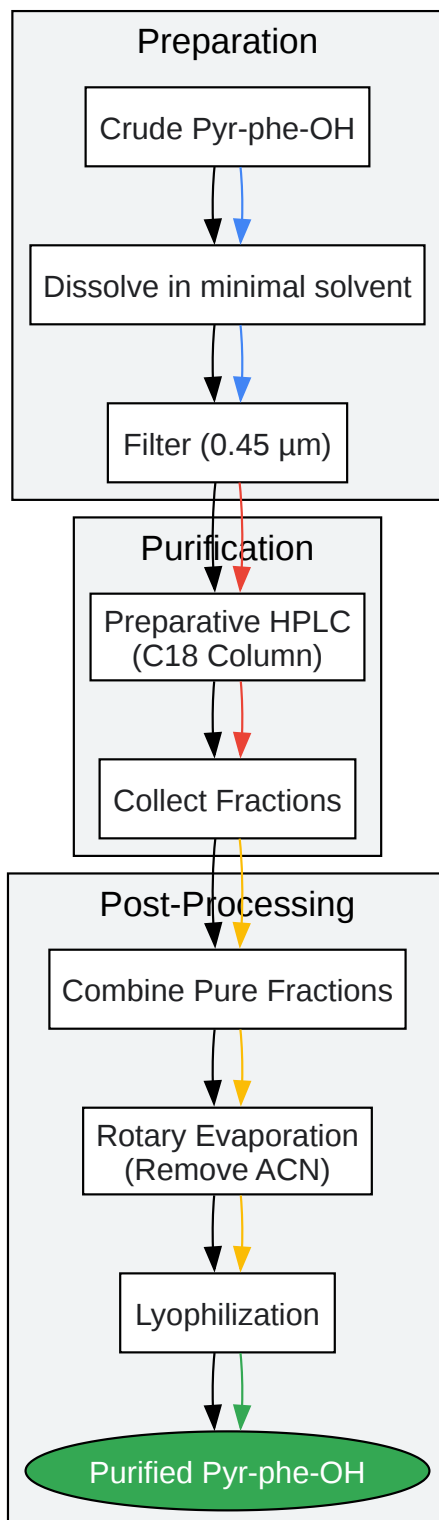 Preparation
Crude Pyr-phe-OH
Dissolve in minimal solvent
Filter (0.45 µm)
Purification
Preparative HPLC
(C18 Column)
Collect Fractions
Post-Processing
Combine Pure Fractions
Rotary Evaporation
(Remove ACN)
Lyophilization
Purified Pyr-phe-OH